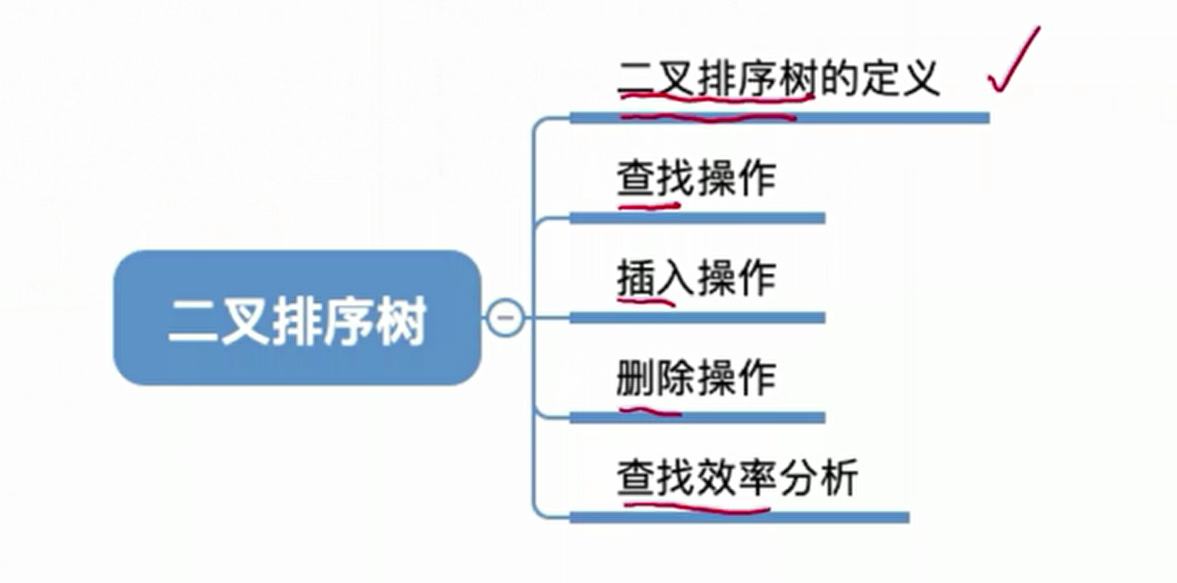 二叉排序树的定义
查找操作
插入操作
二叉排序树
删除操作
查找效率分析